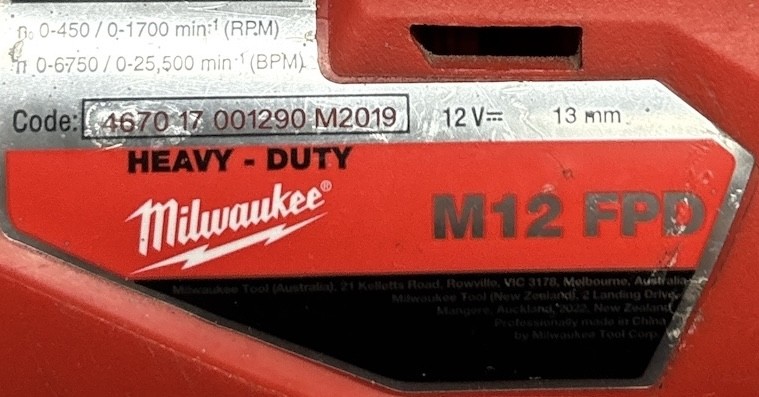 n₀ 0-450 / 0-1700 min⁻¹ (RPM)
n 0-6750 / 0-25,500 min⁻¹ (BPM)
Code: 4670 17 001290 M2019 12 V⎓ 13 mm
HEAVY - DUTY
Milwaukee®
M12 FPD
Milwaukee Tool (Australia), 21 Kelletts Road, Rowville, VIC 3178, Melbourne, Australia
Milwaukee Tool (New Zealand), 2 Landing Drive
Mangere, Auckland, 2022, New Zealand
Professionally made in China
by Milwaukee Tool Corp